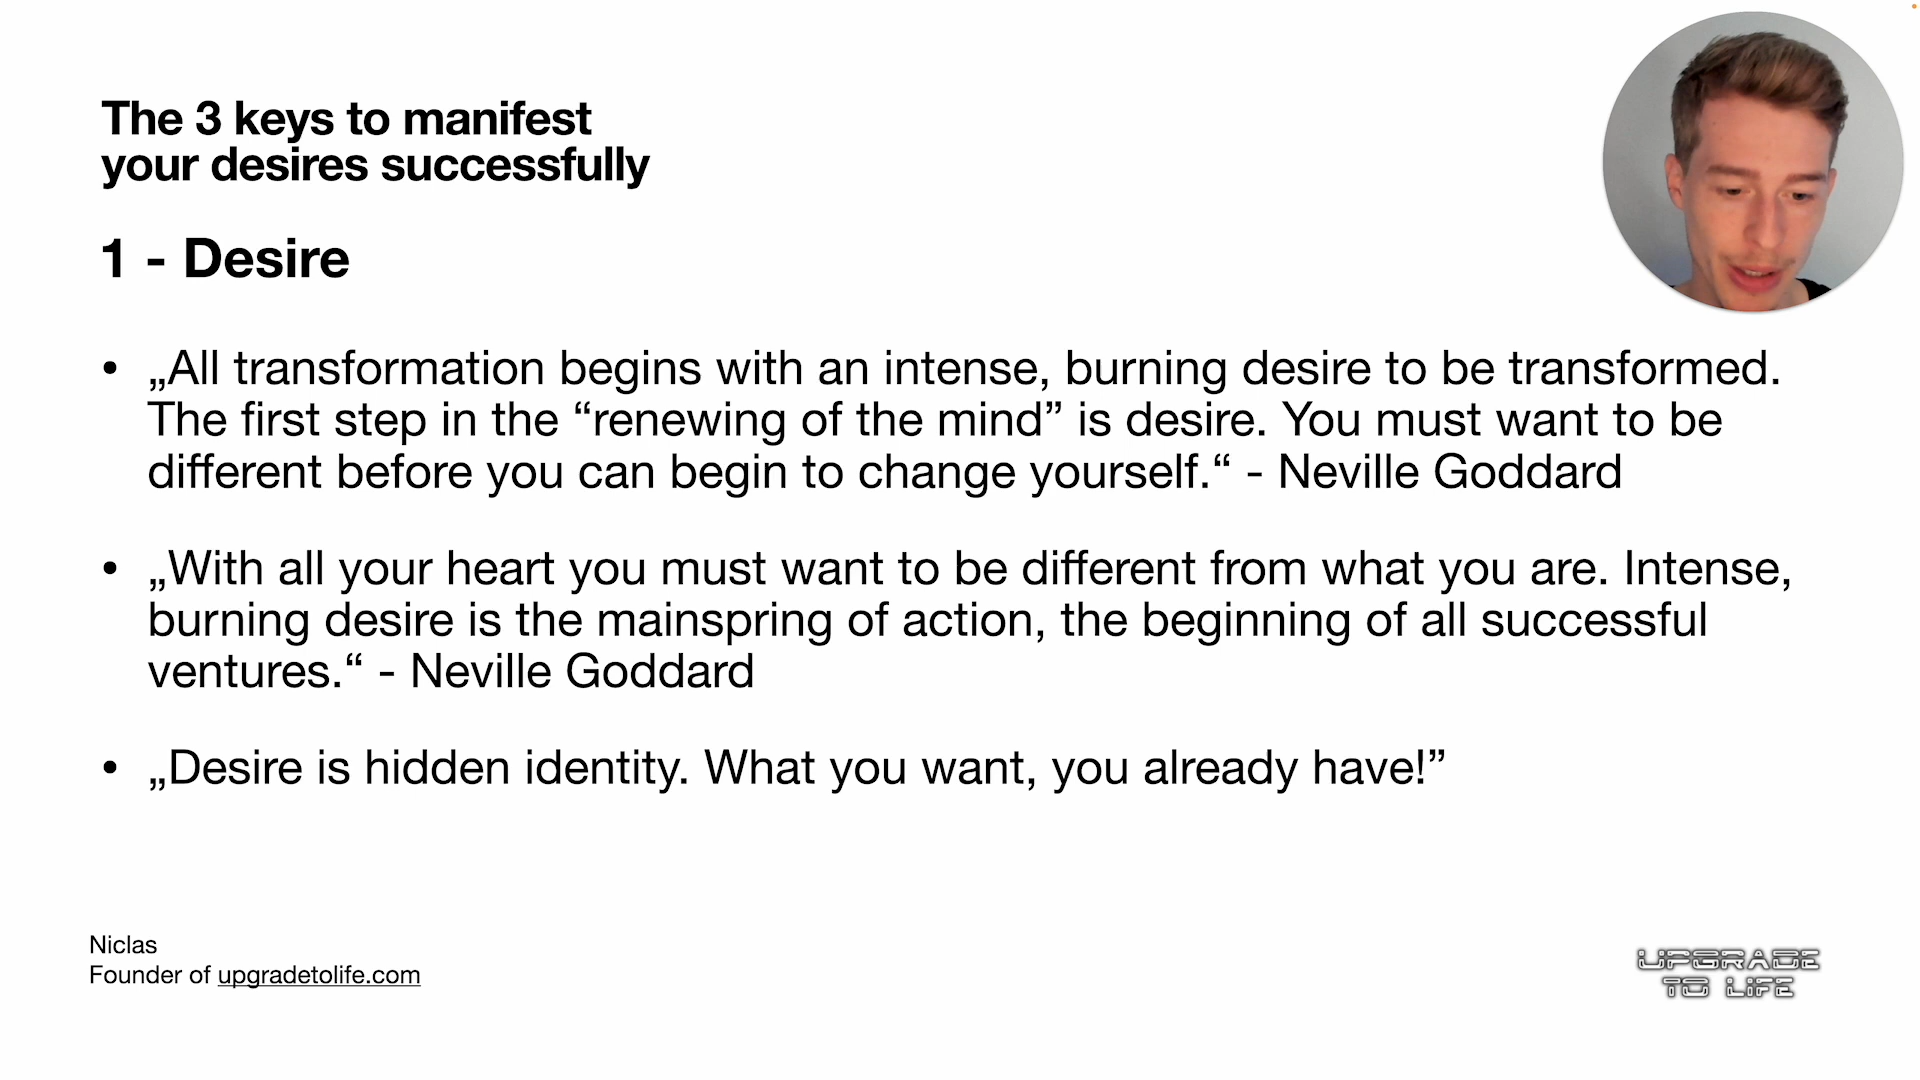 The 3 keys to manifest
your desires successfully
1 - Desire
• „All transformation begins with an intense, burning desire to be transformed.
The first step in the “renewing of the mind” is desire. You must want to be
different before you can begin to change yourself.“ - Neville Goddard
• „With all your heart you must want to be different from what you are. Intense,
burning desire is the mainspring of action, the beginning of all successful
ventures.“ - Neville Goddard
• „Desire is hidden identity. What you want, you already have!”
Niclas
Founder of upgradetolife.com
UPGRADE
TO LIFE